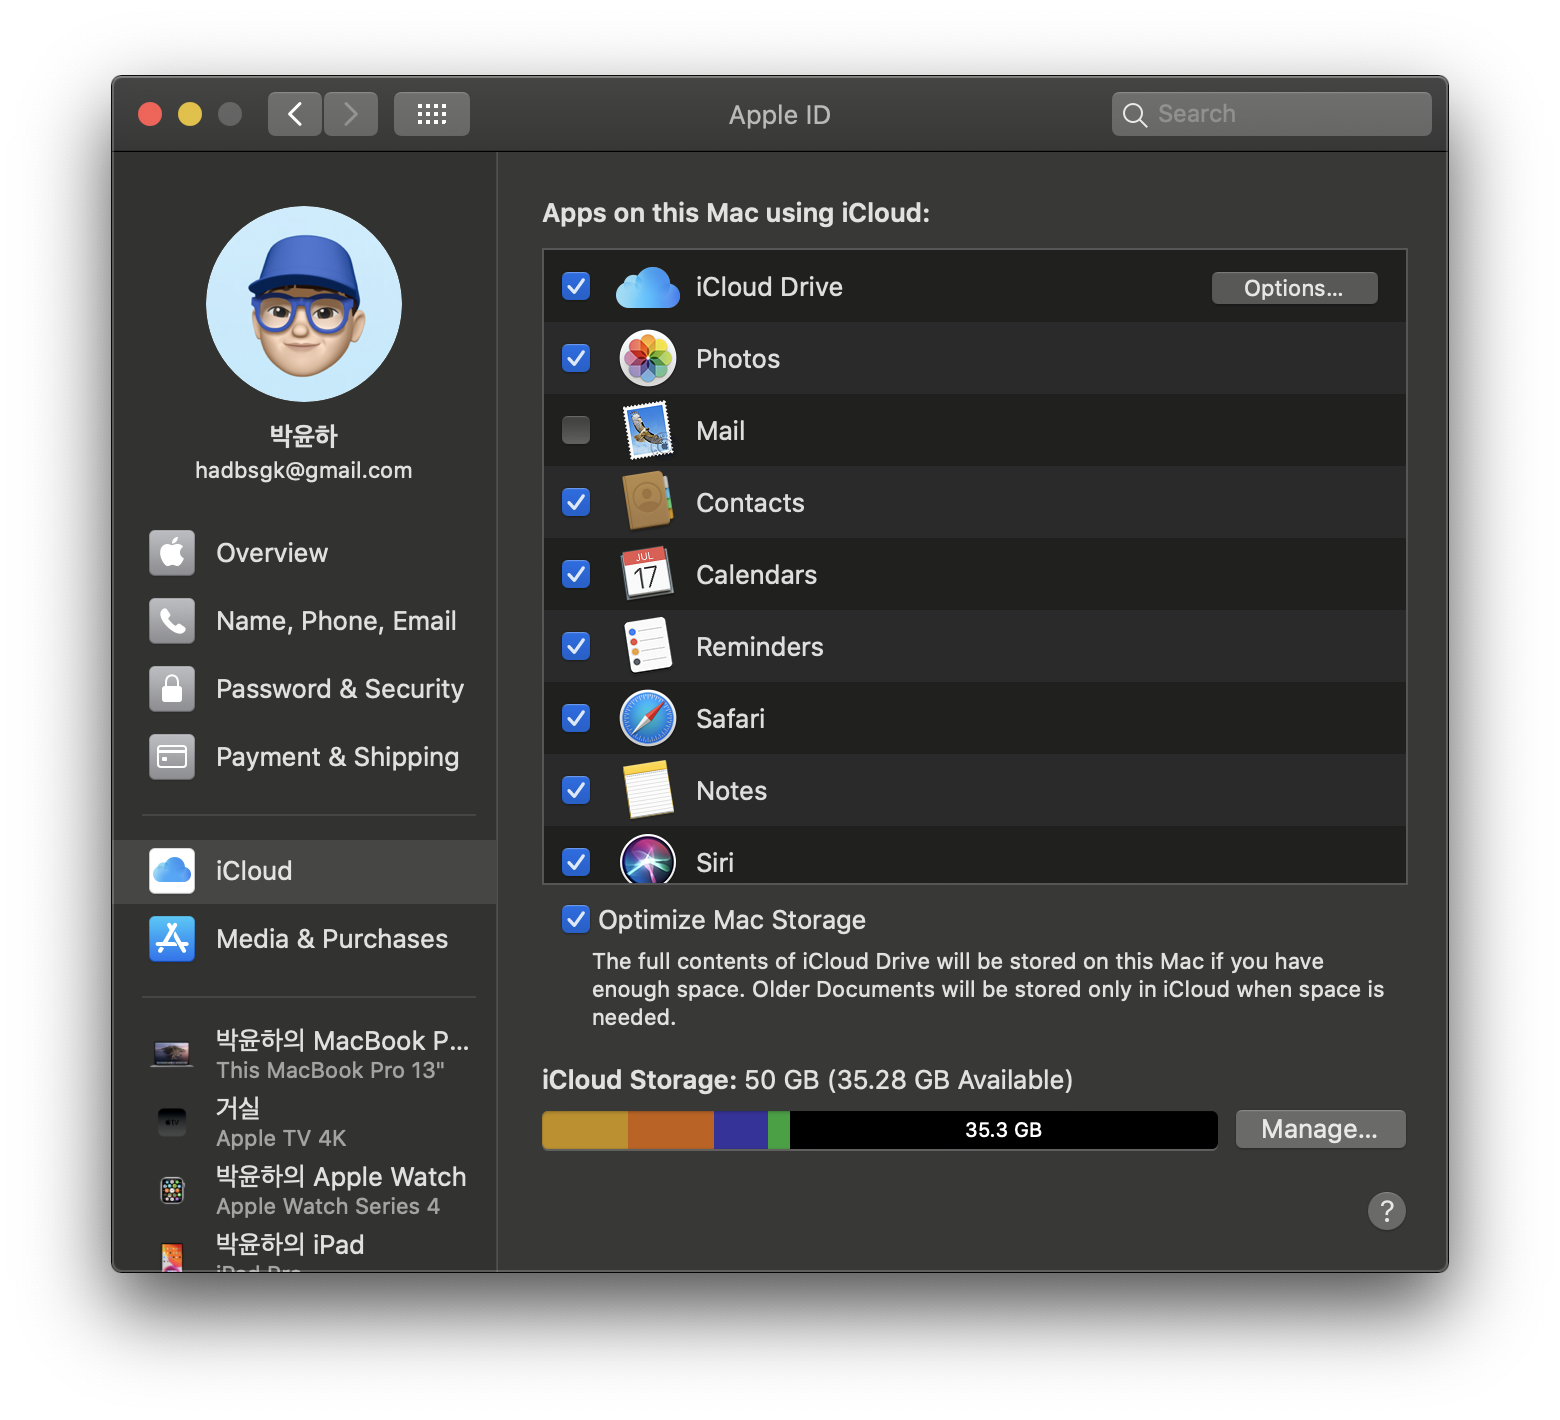 Apple ID
Search
박윤하
hadbsgk@gmail.com
Overview
Name, Phone, Email
Password & Security
Payment & Shipping
iCloud
Media & Purchases
박윤하의 MacBook P...
This MacBook Pro 13"
거실
Apple TV 4K
박윤하의 Apple Watch
Apple Watch Series 4
박윤하의 iPad
iPad Pro
Apps on this Mac using iCloud:
iCloud Drive
Options...
Photos
Mail
Contacts
JUL
17
Calendars
Reminders
Safari
Notes
Siri
Optimize Mac Storage
The full contents of iCloud Drive will be stored on this Mac if you have
enough space. Older Documents will be stored only in iCloud when space is
needed.
iCloud Storage: 50 GB (35.28 GB Available)
35.3 GB
Manage...
?